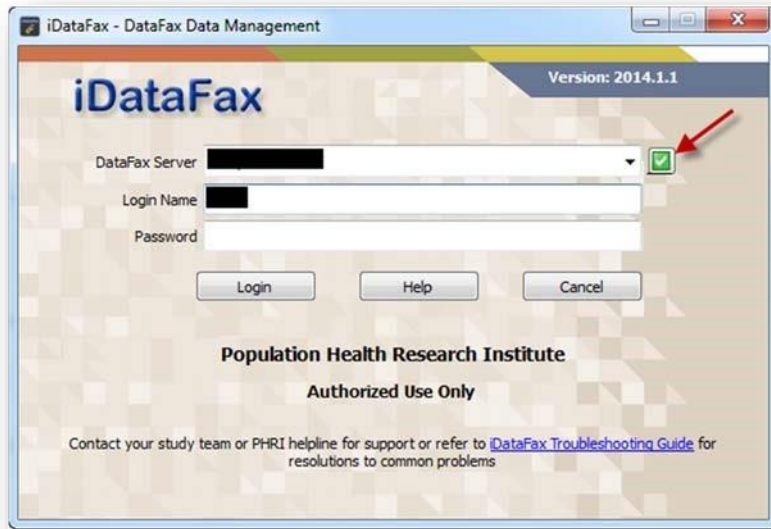 iDataFax - DataFax Data Management
Version: 2014.1.1
iDataFax
DataFax Server
Login Name
Password
Login Help Cancel
Population Health Research Institute
Authorized Use Only
Contact your study team or PHRI helpline for support or refer to iDataFax Troubleshooting Guide for
resolutions to common problems